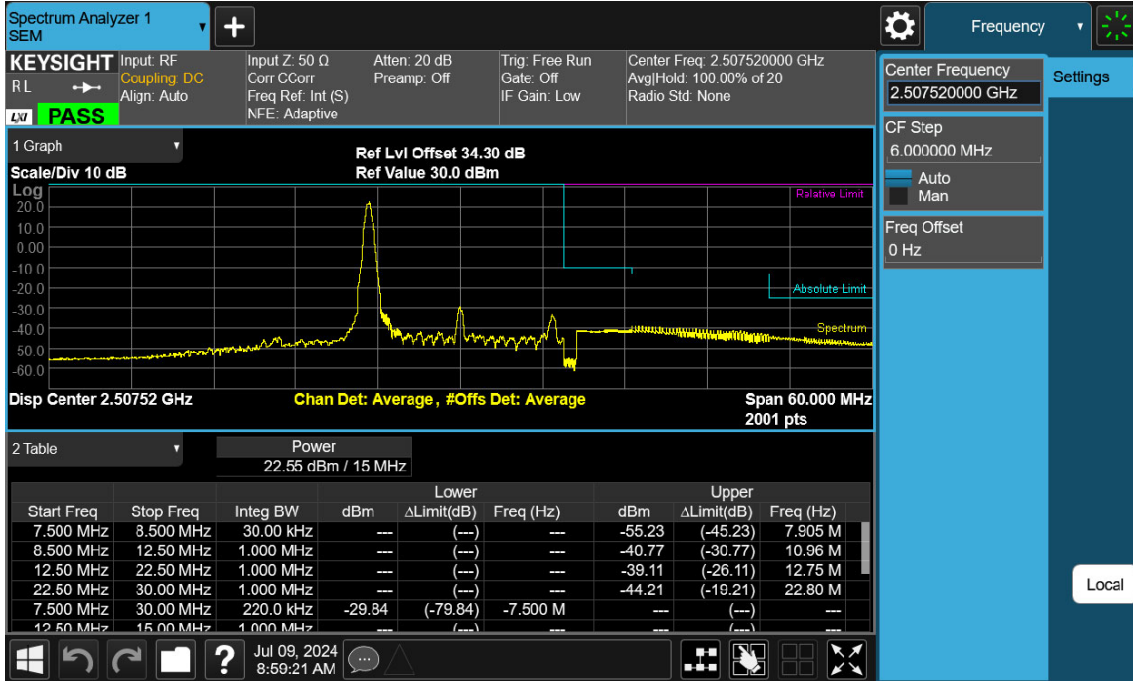 Spectrum Analyzer 1
SEM
Frequency
KEYSIGHT
RL
LXI PASS
Input: RF
Coupling: DC
Align: Auto
Input Z: 50 Ω
Corr CCorr
Freq Ref: Int (S)
NFE: Adaptive
Atten: 20 dB
Preamp: Off
Trig: Free Run
Gate: Off
IF Gain: Low
Center Freq: 2.507520000 GHz
Avg|Hold: 100.00% of 20
Radio Std: None
Center Frequency
2.507520000 GHz
Settings
CF Step
6.000000 MHz
Auto
Man
Freq Offset
0 Hz
Local
1 Graph
Scale/Div 10 dB
Ref Lvl Offset 34.30 dB
Ref Value 30.0 dBm
Log
20.0
10.0
0.00
-10.0
-20.0
-30.0
-40.0
50.0
-60.0
Relative Limit
Absolute Limit
Spectrum
Disp Center 2.50752 GHz
Chan Det: Average, #Offs Det: Average
Span 60.000 MHz
2001 pts
2 Table
Power
22.55 dBm / 15 MHz
Lower Upper
Start Freq Stop Freq Integ BW dBm ΔLimit(dB) Freq (Hz) dBm ΔLimit(dB) Freq (Hz)
7.500 MHz 8.500 MHz 30.00 kHz --- (---) --- -55.23 (-45.23) 7.905 M
8.500 MHz 12.50 MHz 1.000 MHz --- (---) --- -40.77 (-30.77) 10.96 M
12.50 MHz 22.50 MHz 1.000 MHz --- (---) --- -39.11 (-26.11) 12.75 M
22.50 MHz 30.00 MHz 1.000 MHz --- (---) --- -44.21 (-19.21) 22.80 M
7.500 MHz 30.00 MHz 220.0 kHz -29.84 (-79.84) -7.500 M --- (---) ---
12.50 MHz 15.00 MHz 1.000 MHz --- (---) --- --- (---) ---
?
Jul 09, 2024
8:59:21 AM